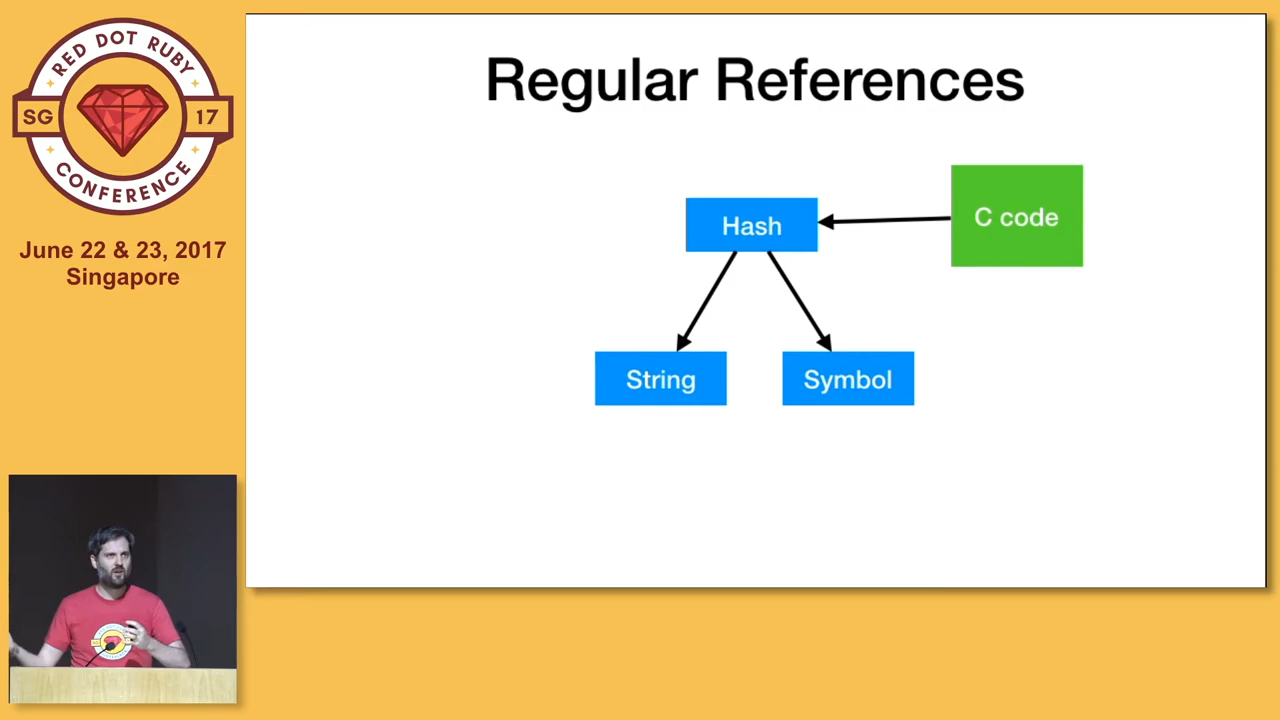 RED DOT RUBY
SG
17
CONFERENCE
June 22 & 23, 2017
Singapore
Regular References
Hash
C code
String
Symbol